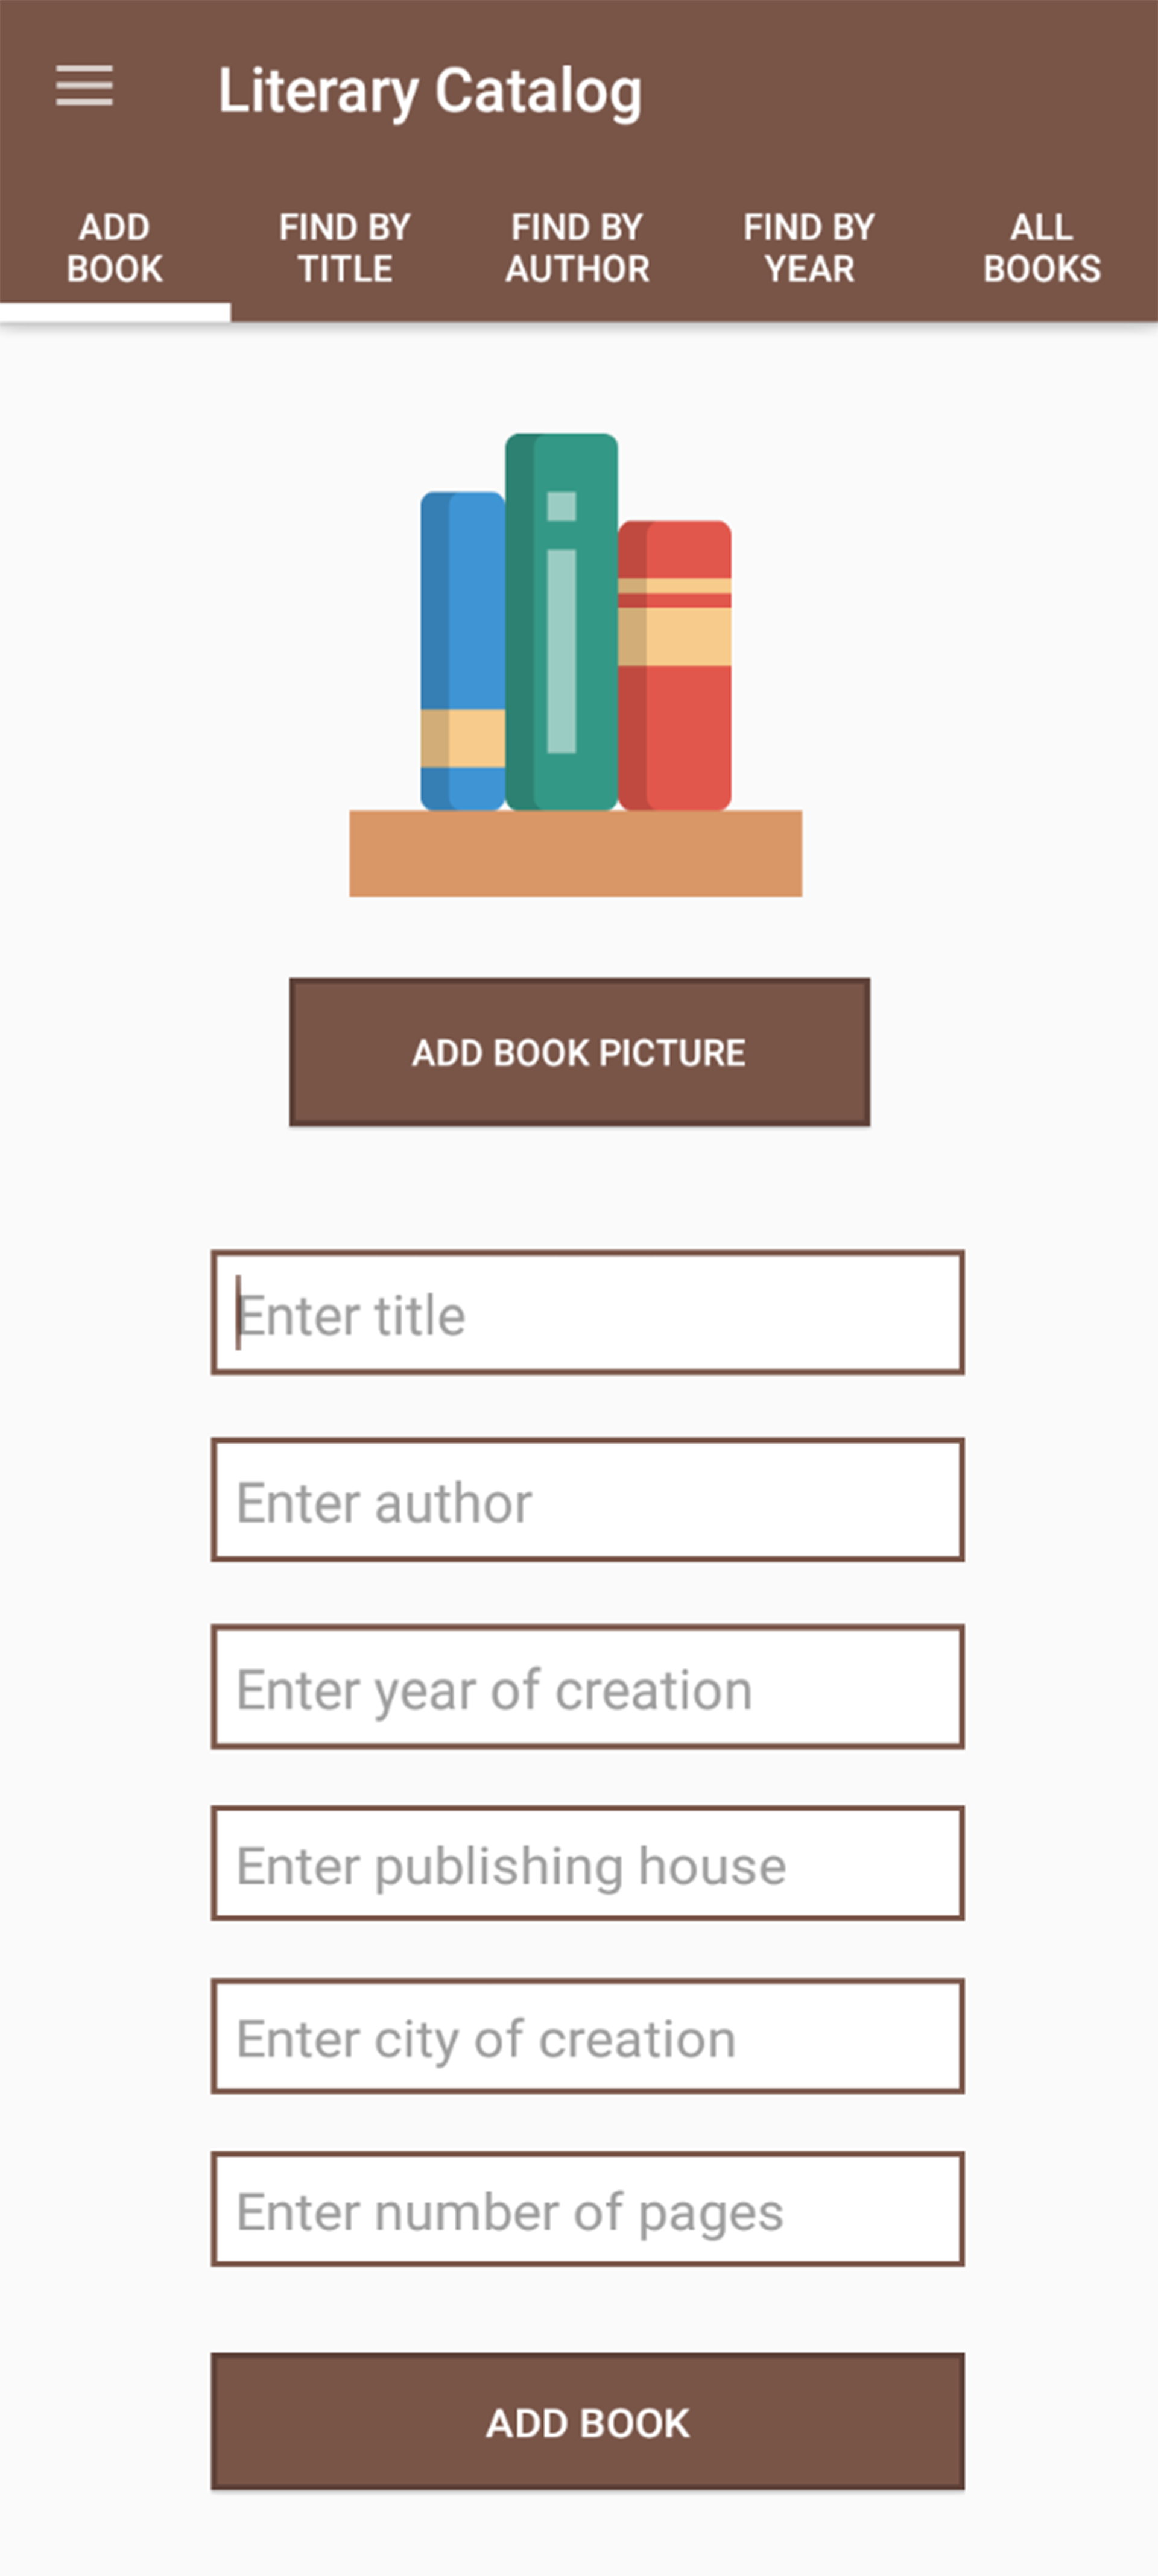 Literary Catalog
ADD
BOOK
FIND BY
TITLE
FIND BY
AUTHOR
FIND BY
YEAR
ALL
BOOKS
ADD BOOK PICTURE
Enter title
Enter author
Enter year of creation
Enter publishing house
Enter city of creation
Enter number of pages
ADD BOOK